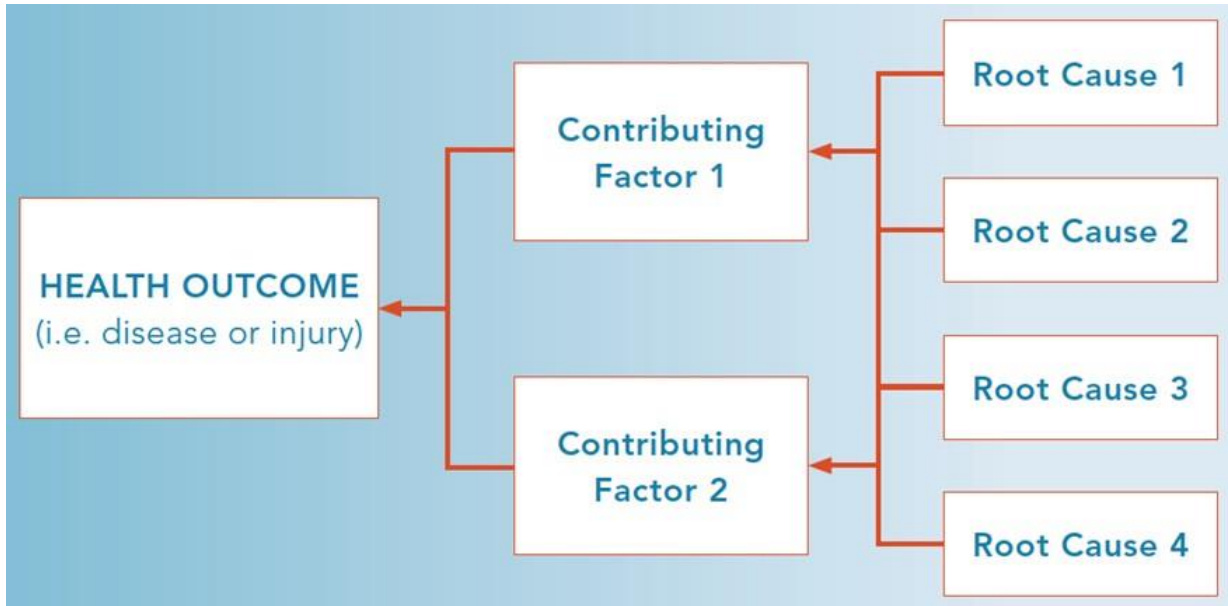 HEALTH OUTCOME
(i.e. disease or injury)
Contributing
Factor 1
Contributing
Factor 2
Root Cause 1
Root Cause 2
Root Cause 3
Root Cause 4